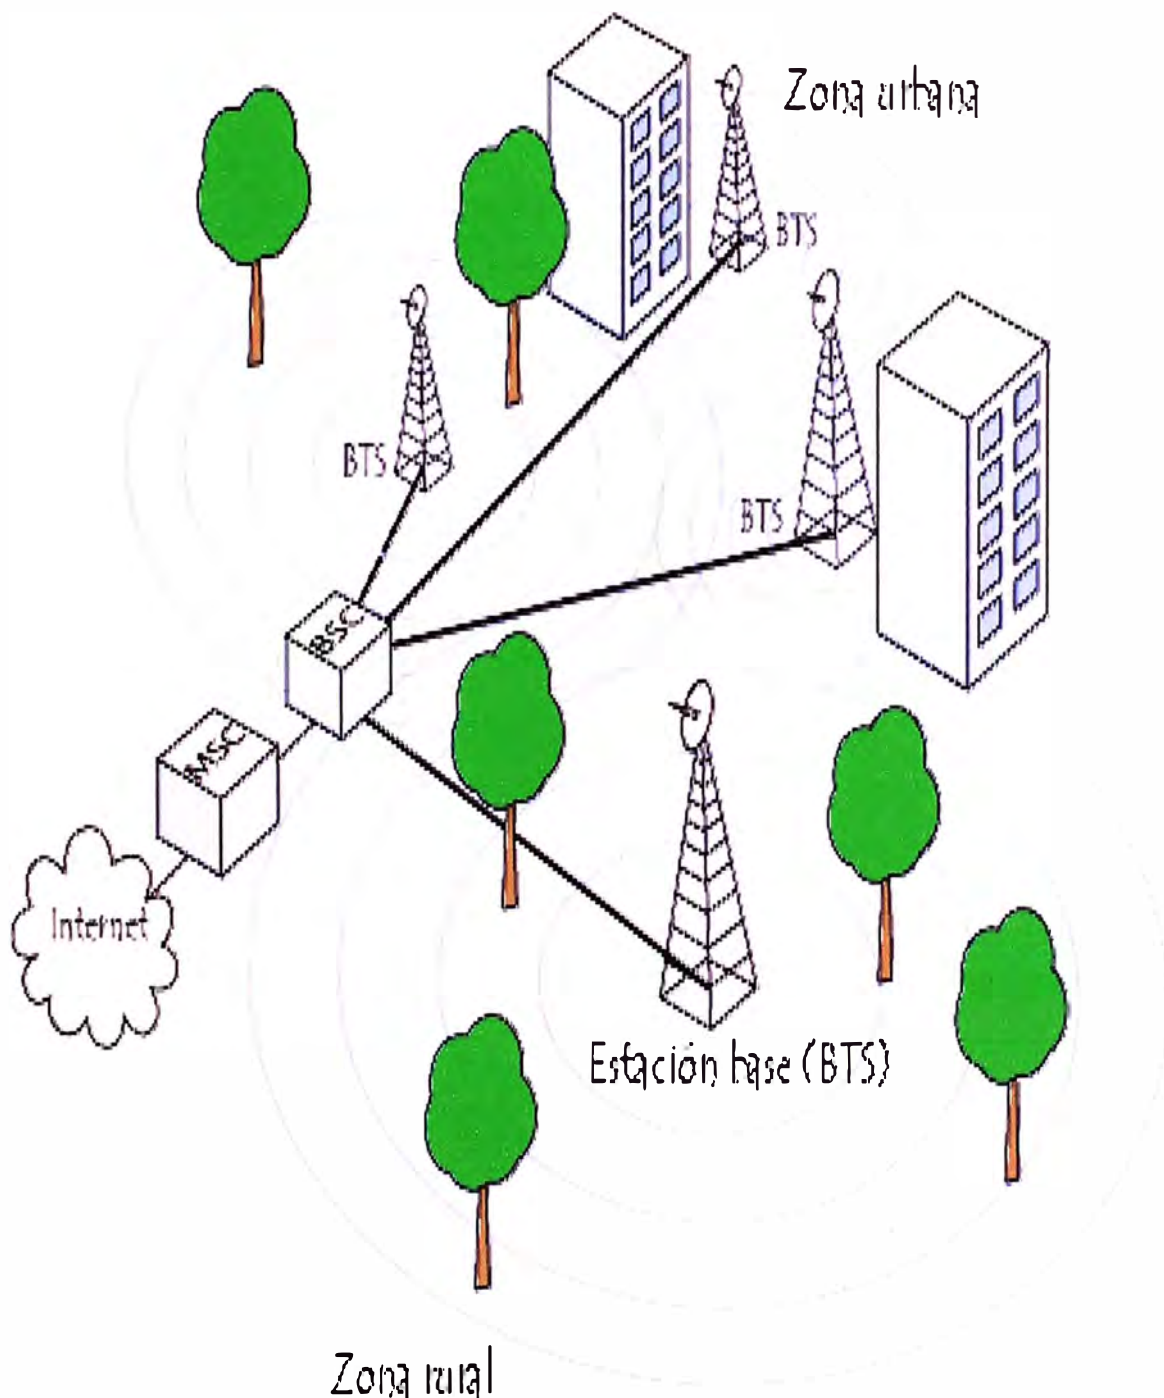 Zona urbana
BTS
BTS
BTS
BSC
MSC
Internet
Estación base (BTS)
Zona rural